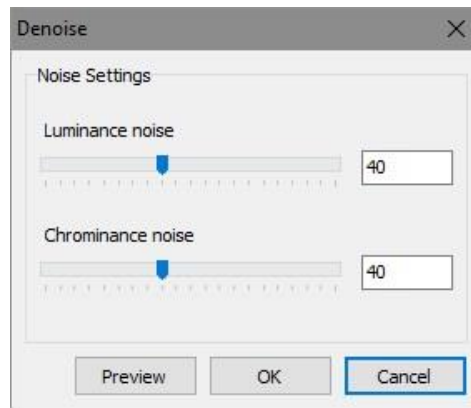 Denoise
Noise Settings
Luminance noise
40
Chrominance noise
40
Preview OK Cancel